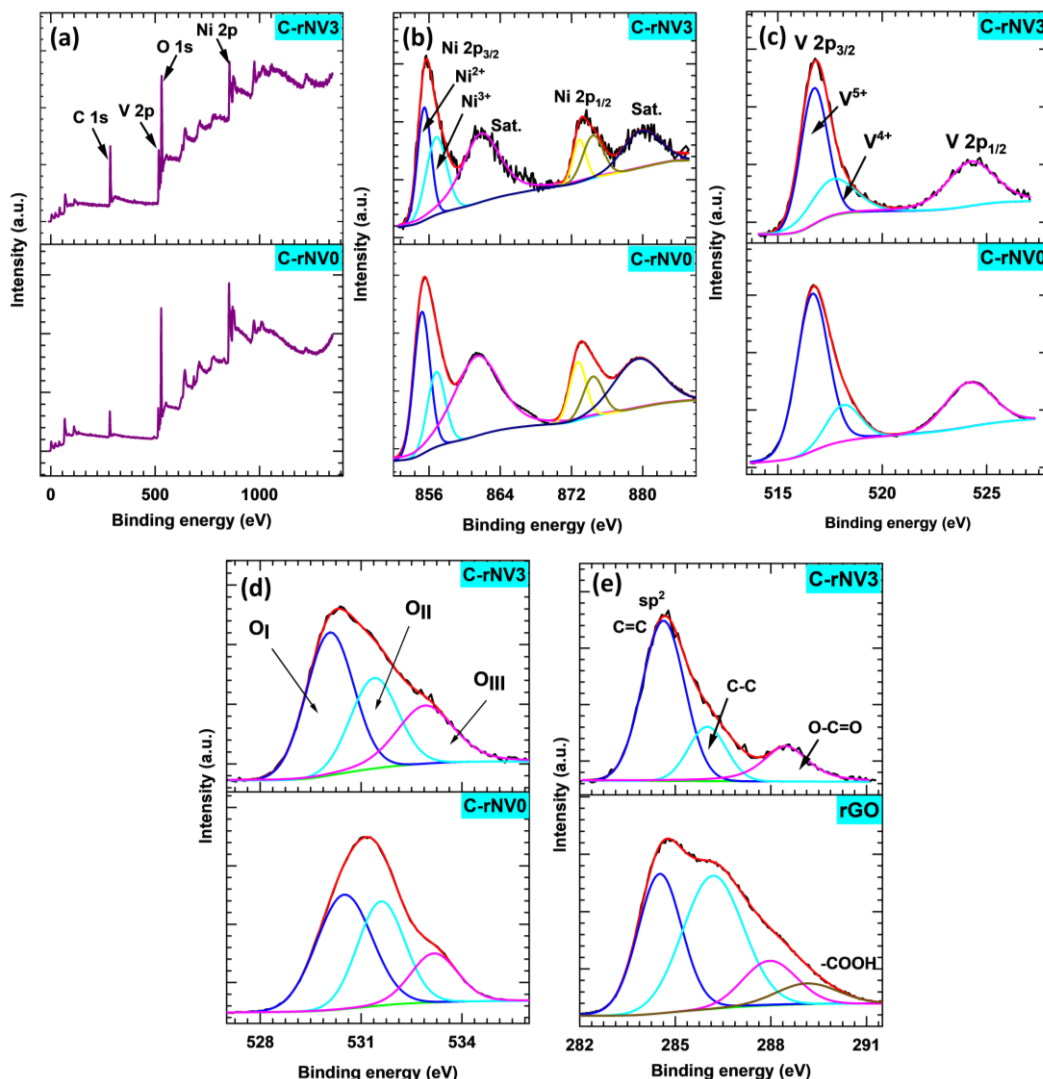 (a)
C-rNV3
Ni 2p
O 1s
V 2p
C 1s
C-rNV0
Intensity (a.u.)
0 500 1000
Binding energy (eV)
(b)
C-rNV3
Ni 2p3/2
Ni2+
Ni3+
Sat.
Ni 2p1/2
Sat.
C-rNV0
Intensity (a.u.)
856 864 872 880
Binding energy (eV)
(c)
C-rNV3
V 2p3/2
V5+
V4+
V 2p1/2
C-rNV0
Intensity (a.u.)
515 520 525
Binding energy (eV)
(d)
C-rNV3
OI
OII
OIII
C-rNV0
Intensity (a.u.)
528 531 534
Binding energy (eV)
(e)
C-rNV3
sp2
C=C
C-C
O-C=O
rGO
-COOH
Intensity (a.u.)
282 285 288 291
Binding energy (eV)